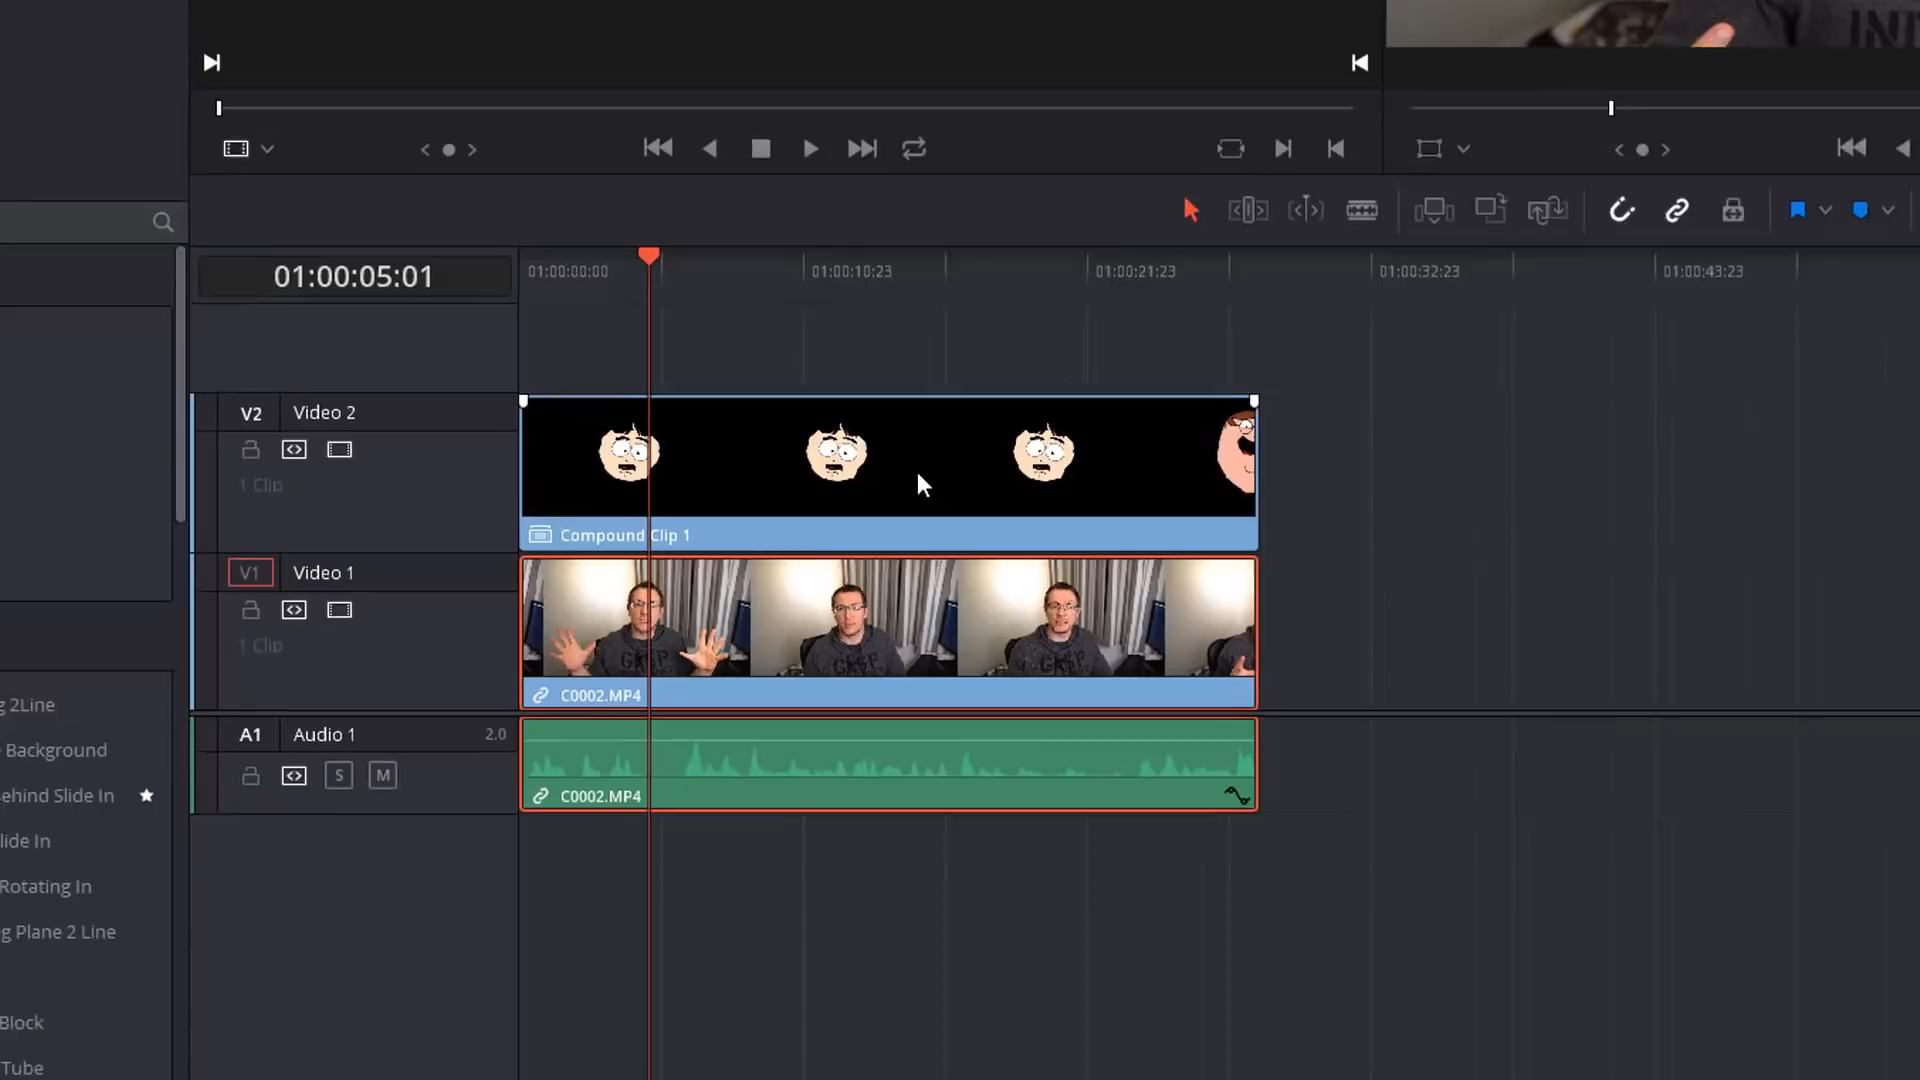 01:00:05:01
01:00:00:00
01:00:10:23
01:00:21:23
01:00:32:23
01:00:43:23
V2 Video 2
1 Clip
Compound Clip 1
V1 Video 1
1 Clip
C0002.MP4
A1 Audio 1 2.0
S M
C0002.MP4
g 2Line
Background
ehind Slide In
lide In
Rotating In
g Plane 2 Line
Block
Tube